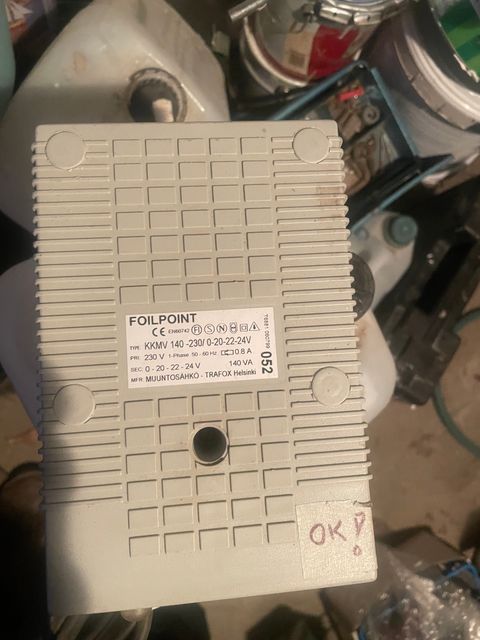 FOILPOINT
CE EN60742 F S N
TYPE KKMV 140 -230/ 0-20-22-24V
PRI: 230 V 1-Phase 50 - 60 Hz 0.8 A
SEC: 0 - 20 - 22 - 24 V 140 VA
MFR: MUUNTOSÄHKÖ - TRAFOX Helsinki
052
OK!